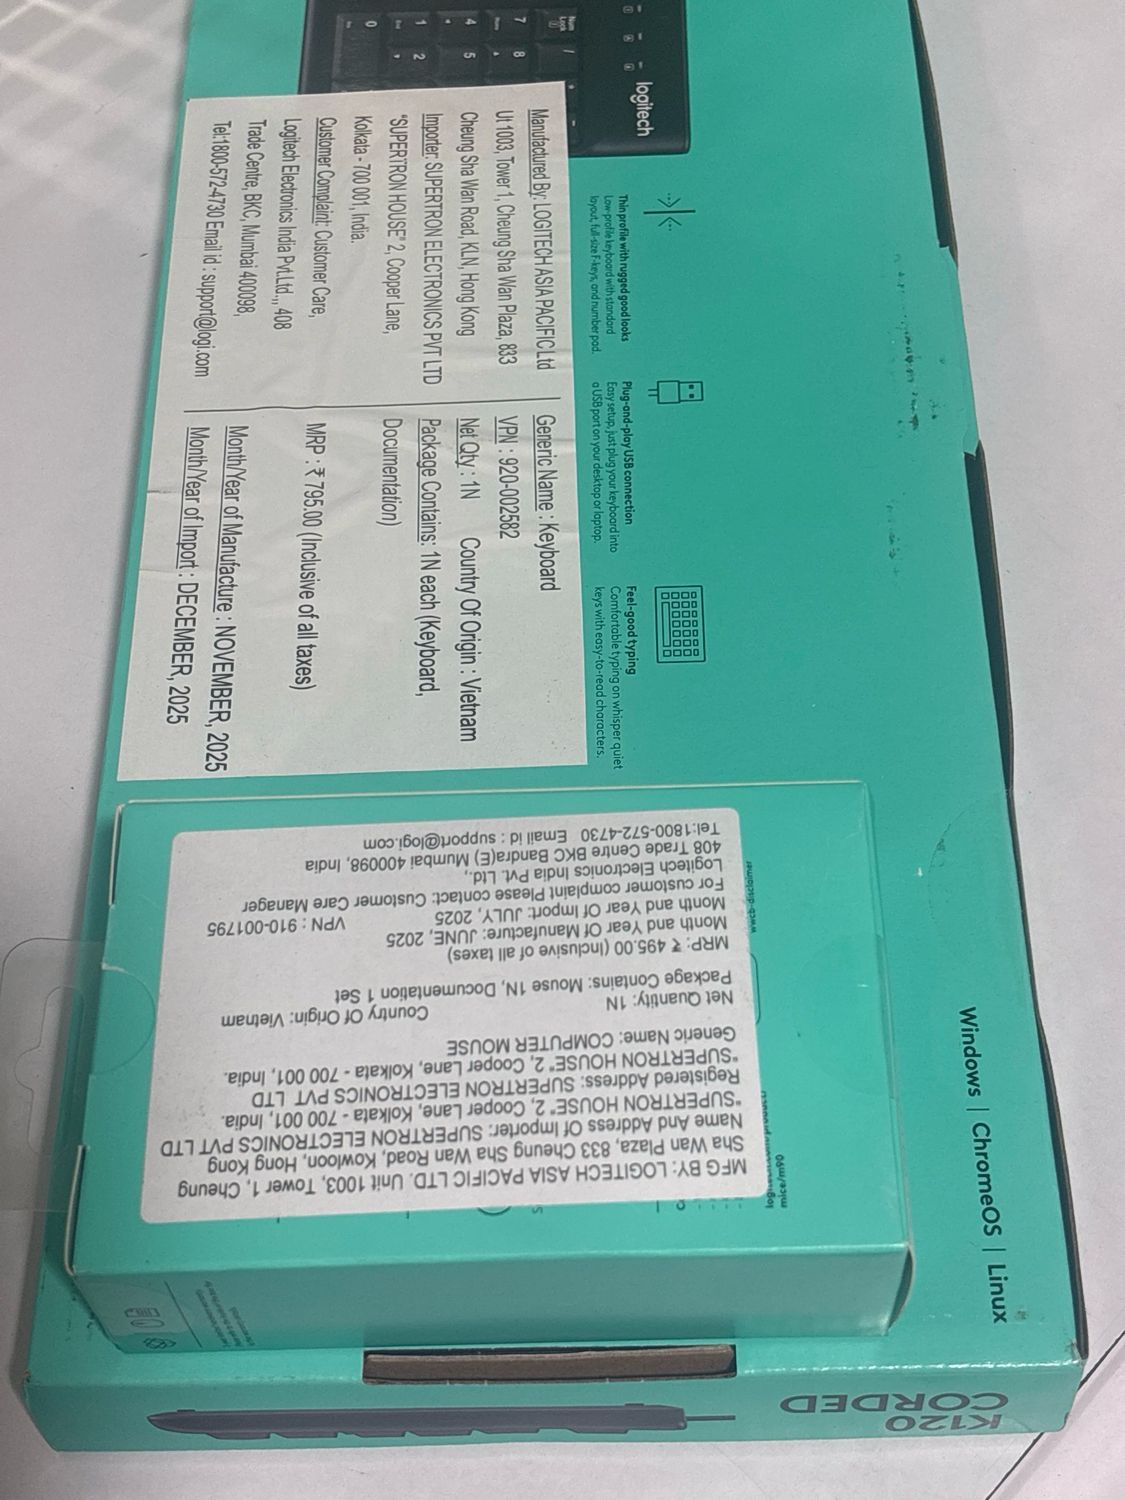 logitech
Num
Lock
/
*
-
7
8
4
5
1
2
0
Thin profile with rugged good looks
Low-profile keyboard with standard
layout, full-size F-keys, and number pad.
Plug-and-play USB connection
Easy setup, just plug your keyboard into
a USB port on your desktop or laptop.
Feel-good typing
Comfortable typing on whisper quiet
keys with easy-to-read characters.
Manufactured By: LOGITECH ASIA PACIFIC Ltd
Ut 1003, Tower 1, Cheung Sha Wan Plaza, 833
Cheung Sha Wan Road, KLN, Hong Kong
Importer: SUPERTRON ELECTRONICS PVT LTD
"SUPERTRON HOUSE" 2, Cooper Lane,
Kolkata - 700 001, India.
Customer Complaint: Customer Care,
Logitech Electronics India Pvt.Ltd.,, 408
Trade Centre, BKC, Mumbai 400098,
Tel:1800-572-4730 Email id : support@logi.com
Generic Name : Keyboard
VPN : 920-002582
Net Qty : 1N Country Of Origin : Vietnam
Package Contains: 1N each (Keyboard,
Documentation)
MRP : ₹ 795.00 (Inclusive of all taxes)
Month/Year of Manufacture : NOVEMBER, 2025
Month/Year of Import : DECEMBER, 2025
MFG BY: LOGITECH ASIA PACIFIC LTD. Unit 1003, Tower 1, Cheung
Sha Wan Plaza, 833 Cheung Sha Wan Road, Kowloon, Hong Kong
Name And Address Of Importer: SUPERTRON ELECTRONICS PVT LTD
"SUPERTRON HOUSE" 2, Cooper Lane, Kolkata - 700 001, India.
Registered Address: SUPERTRON ELECTRONICS PVT LTD
"SUPERTRON HOUSE" 2, Cooper Lane, Kolkata - 700 001, India.
Generic Name: COMPUTER MOUSE
Net Quantity: 1N Country Of Origin: Vietnam
Package Contains: Mouse 1N, Documentation 1 Set
MRP: ₹ 495.00 (Inclusive of all taxes)
Month and Year Of Manufacture: JUNE, 2025
Month and Year Of Import: JULY, 2025 VPN : 910-001795
For customer complaint Please contact: Customer Care Manager
Logitech Electronics India Pvt. Ltd.,
408 Trade Centre BKC Bandra(E) Mumbai 400098, India
Tel:1800-572-4730 Email id : support@logi.com
wwcb-disclaimer
mice/m90
Windows | ChromeOS | Linux
K120
CORDED